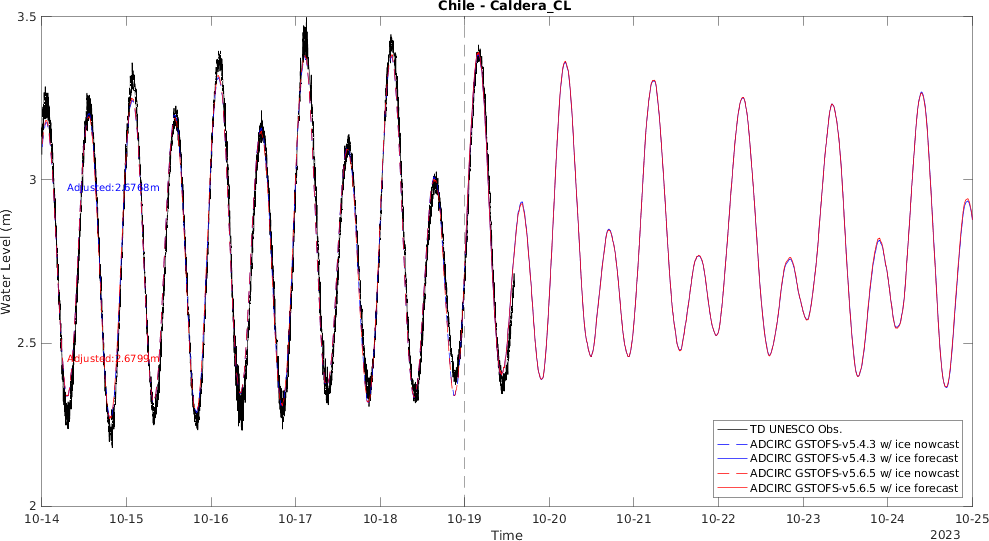 Chile - Caldera_CL
3.5
3
2.5
2
Water Level (m)
Adjusted:2.6768m
Adjusted:2.6799m
TD UNESCO Obs.
ADCIRC GSTOFS-v5.4.3 w/ ice nowcast
ADCIRC GSTOFS-v5.4.3 w/ ice forecast
ADCIRC GSTOFS-v5.6.5 w/ ice nowcast
ADCIRC GSTOFS-v5.6.5 w/ ice forecast
10-14 10-15 10-16 10-17 10-18 10-19 10-20 10-21 10-22 10-23 10-24 10-25
Time
2023